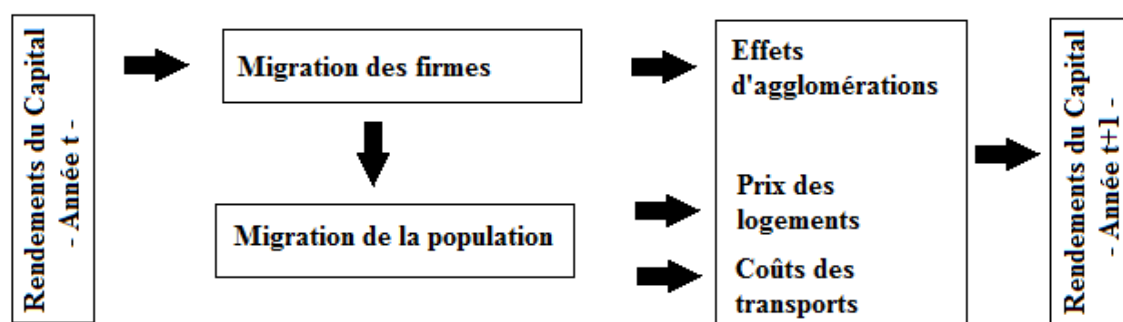 Rendements du Capital
- Année t -
Migration des firmes
Migration de la population
Effets
d'agglomérations
Prix des
logements
Coûts des
transports
Rendements du Capital
- Année t+1 -